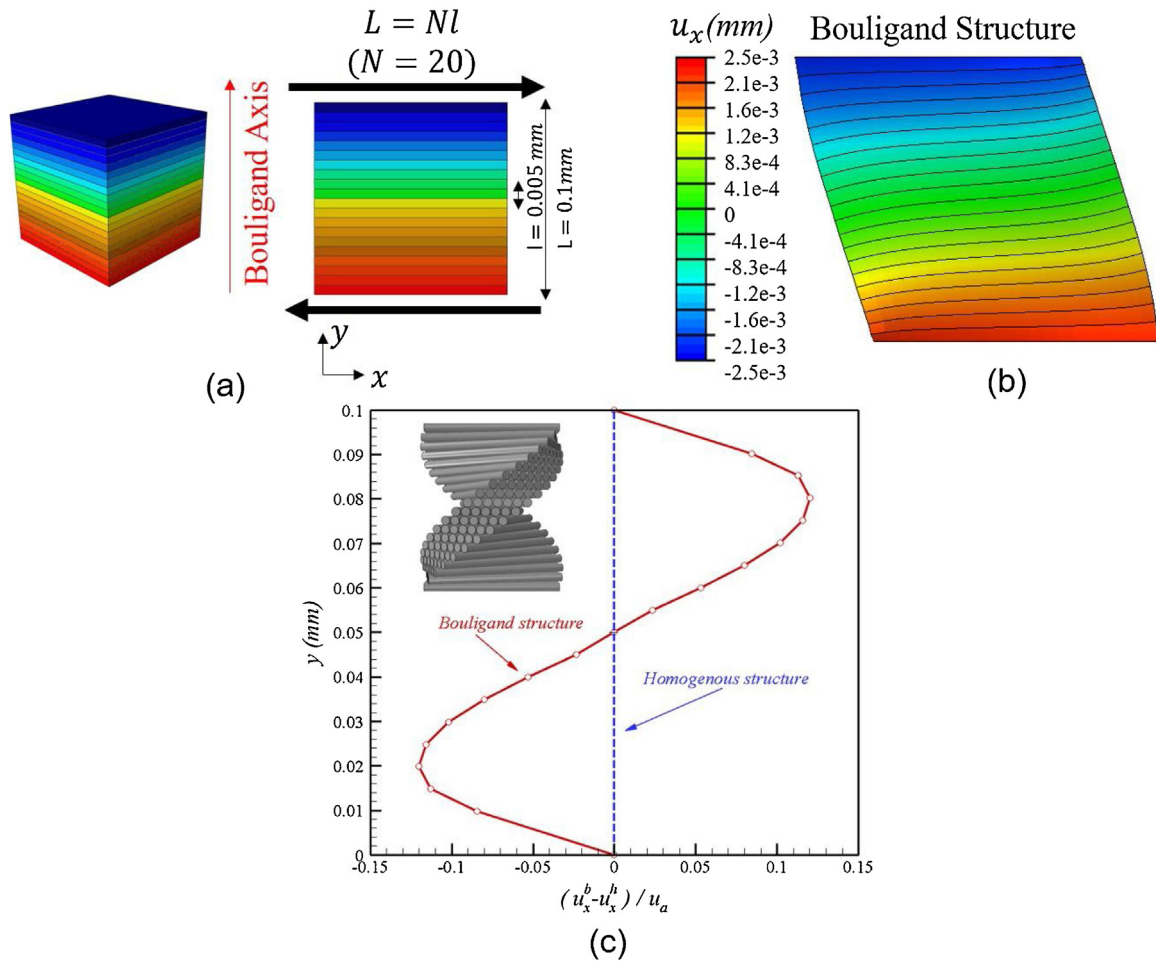 L = Nl
(N = 20)
Bouligand Axis
l = 0.005 mm
L = 0.1mm
y
x
(a)
u_x(mm)
2.5e-3
2.1e-3
1.6e-3
1.2e-3
8.3e-4
4.1e-4
0
-4.1e-4
-8.3e-4
-1.2e-3
-1.6e-3
-2.1e-3
-2.5e-3
Bouligand Structure
(b)
0.1
0.09
0.08
0.07
0.06
0.05
0.04
0.03
0.02
0.01
0
y (mm)
Bouligand structure
Homogenous structure
-0.15 -0.1 -0.05 0 0.05 0.1 0.15
(u_x^b-u_x^h) / u_a
(c)